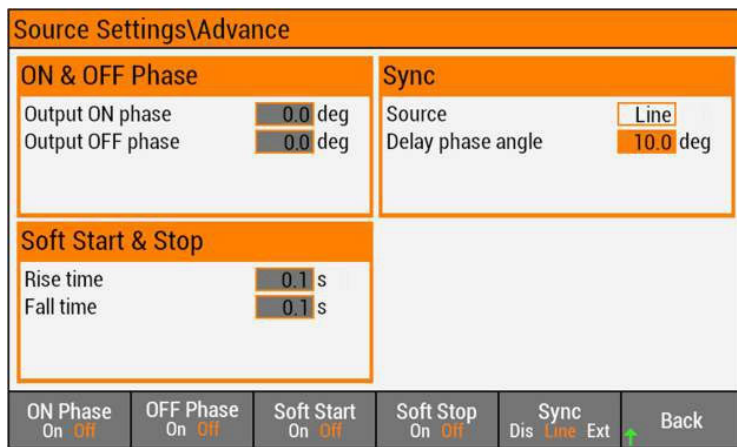 Source Settings\Advance
ON & OFF Phase
Output ON phase 0.0 deg
Output OFF phase 0.0 deg
Sync
Source Line
Delay phase angle 10.0 deg
Soft Start & Stop
Rise time 0.1 s
Fall time 0.1 s
ON Phase
On Off
OFF Phase
On Off
Soft Start
On Off
Soft Stop
On Off
Sync
Dis Line Ext
Back